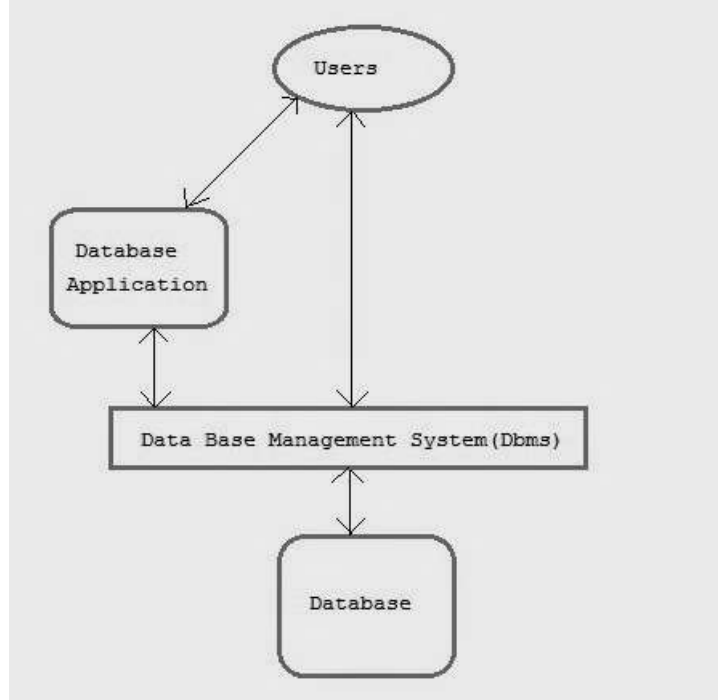 Users
Database
Application
Data Base Management System(Dbms)
Database